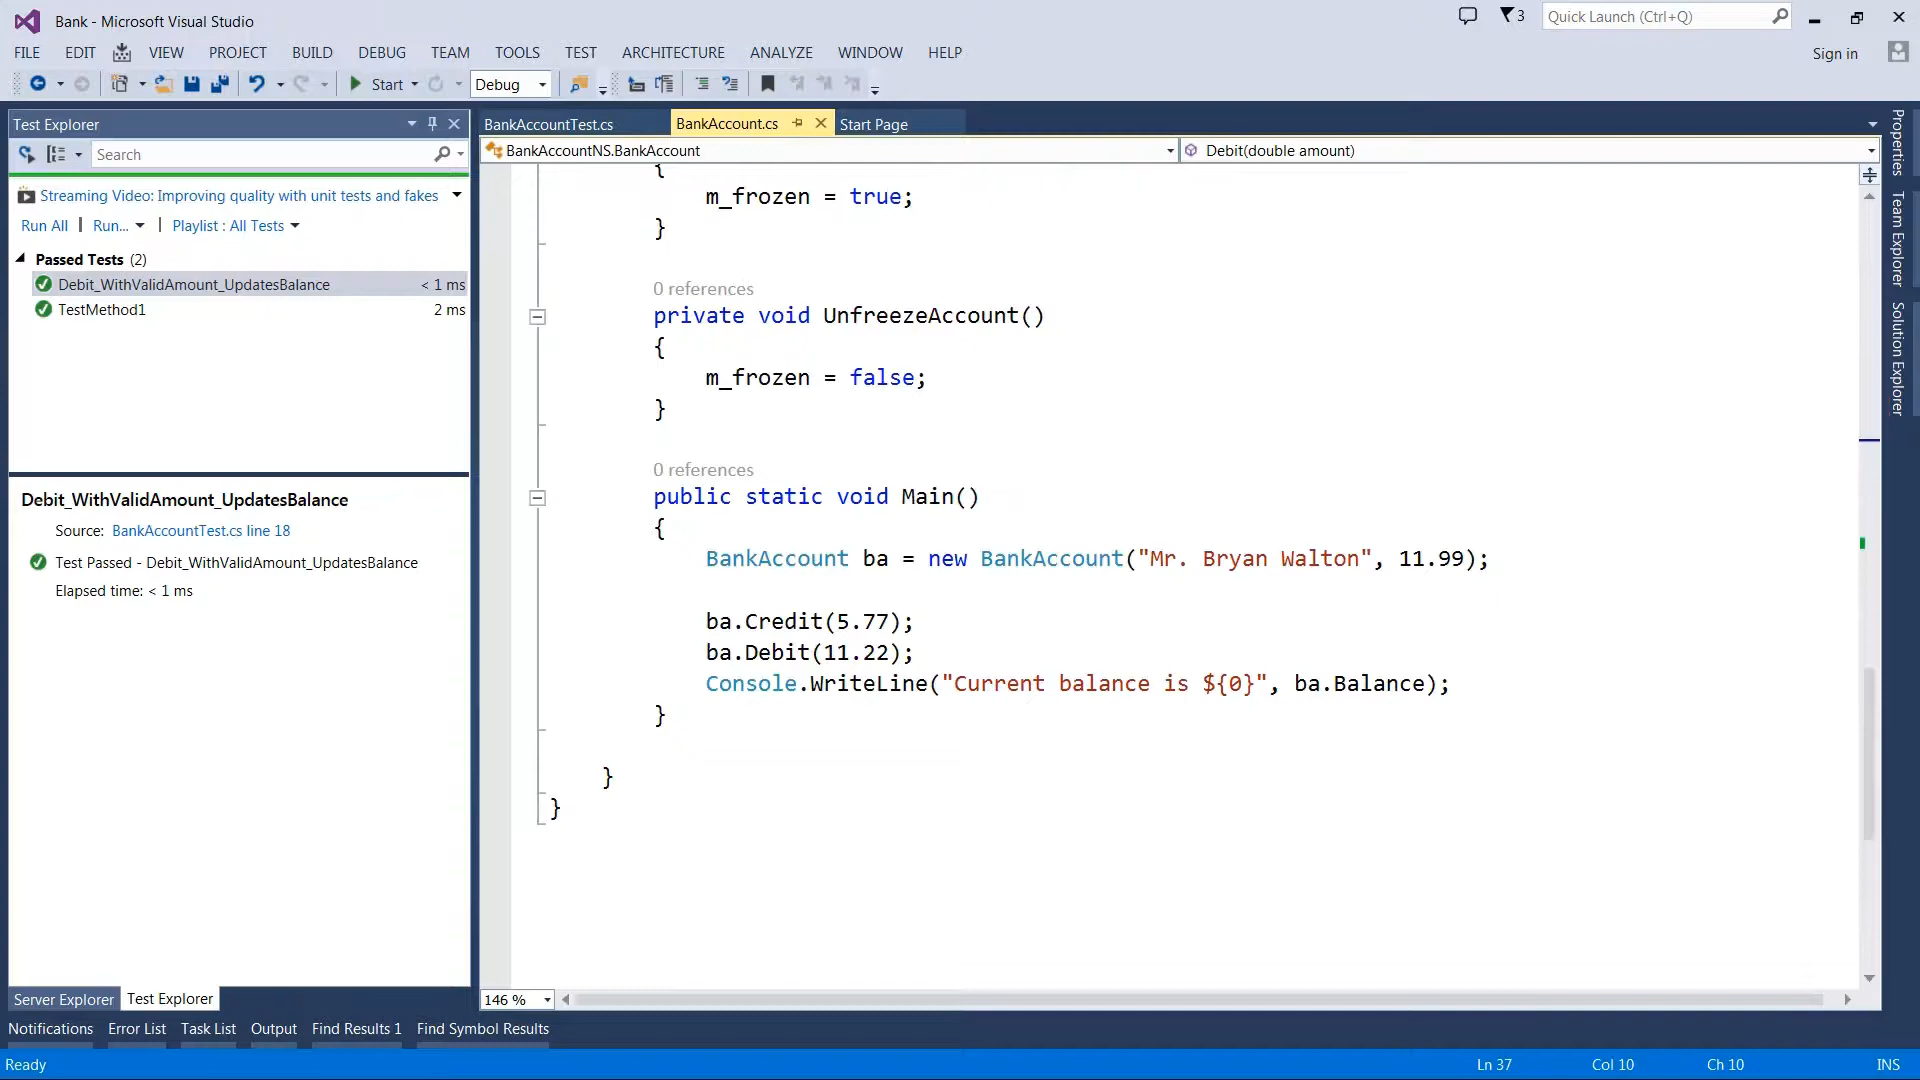 Bank - Microsoft Visual Studio
3
Quick Launch (Ctrl+Q)
FILE EDIT VIEW PROJECT BUILD DEBUG TEAM TOOLS TEST ARCHITECTURE ANALYZE WINDOW HELP
Sign in
Start
Debug
Test Explorer
Search
Streaming Video: Improving quality with unit tests and fakes
Run All | Run... | Playlist : All Tests
Passed Tests (2)
Debit_WithValidAmount_UpdatesBalance < 1 ms
TestMethod1 2 ms
Debit_WithValidAmount_UpdatesBalance
Source: BankAccountTest.cs line 18
Test Passed - Debit_WithValidAmount_UpdatesBalance
Elapsed time: < 1 ms
Server Explorer Test Explorer
BankAccountTest.cs BankAccount.cs Start Page
BankAccountNS.BankAccount
Debit(double amount)
{
m_frozen = true;
}
0 references
private void UnfreezeAccount()
{
m_frozen = false;
}
0 references
public static void Main()
{
BankAccount ba = new BankAccount("Mr. Bryan Walton", 11.99);
ba.Credit(5.77);
ba.Debit(11.22);
Console.WriteLine("Current balance is ${0}", ba.Balance);
}
}
}
146 %
Properties
Team Explorer
Solution Explorer
Notifications Error List Task List Output Find Results 1 Find Symbol Results
Ready
Ln 37 Col 10 Ch 10 INS